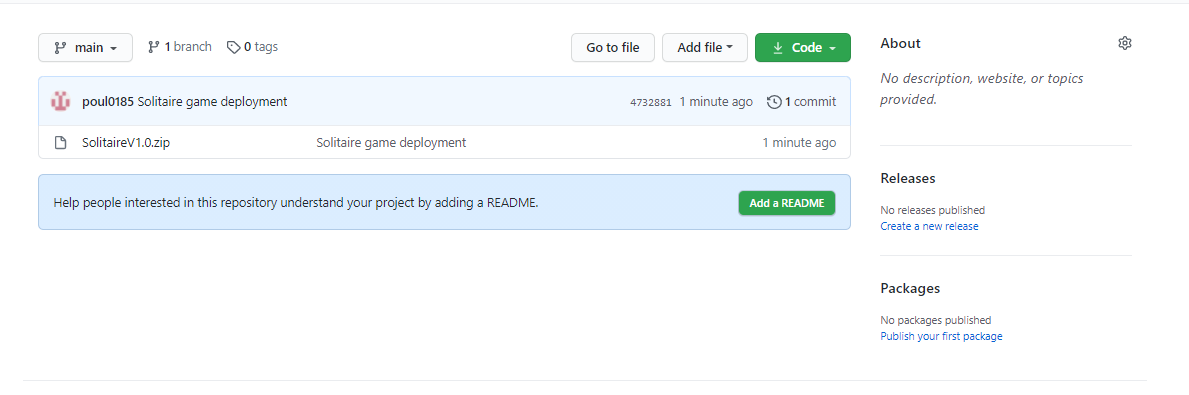 main 1 branch 0 tags Go to file Add file Code
poul0185 Solitaire game deployment 4732881 1 minute ago 1 commit
SolitaireV1.0.zip Solitaire game deployment 1 minute ago
Help people interested in this repository understand your project by adding a README. Add a README
About
No description, website, or topics
provided.
Releases
No releases published
Create a new release
Packages
No packages published
Publish your first package